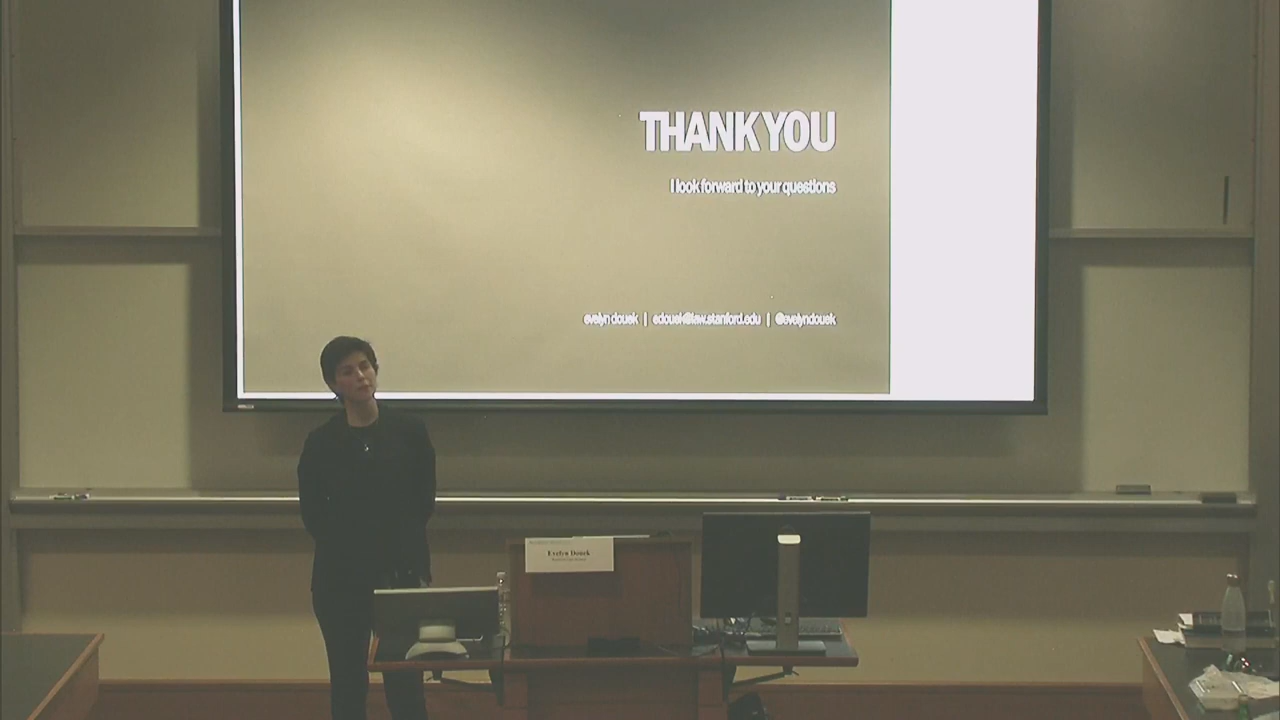 THANK YOU
I look forward to your questions
evelyn douek | edouek@law.stanford.edu | @evelyndouek
Evelyn Douek